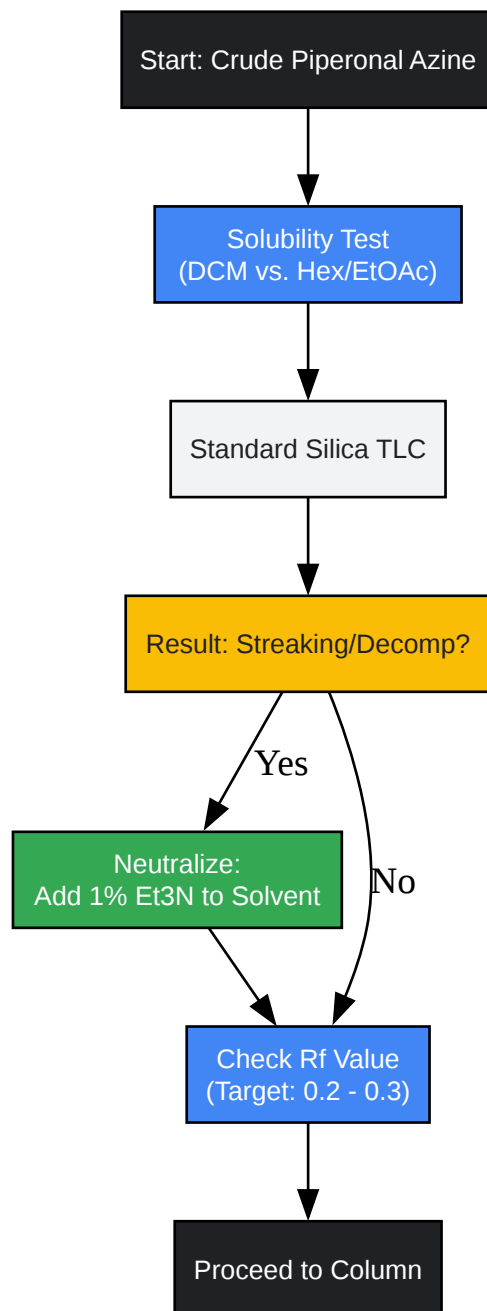 Start: Crude Piperonal Azine
Solubility Test
(DCM vs. Hex/EtOAc)
Standard Silica TLC
Result: Streaking/Decomp?
Yes
Neutralize:
Add 1% Et3N to Solvent
No
Check Rf Value
(Target: 0.2 - 0.3)
Proceed to Column